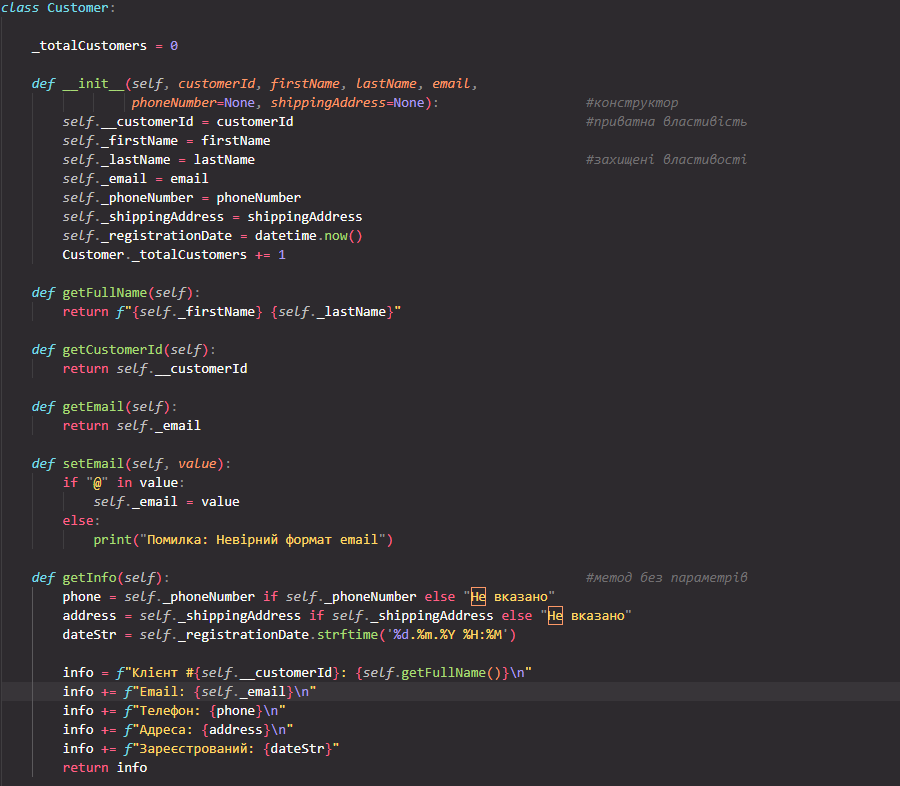 class Customer:
    _totalCustomers = 0
    def __init__(self, customerId, firstName, lastName, email,
                 phoneNumber=None, shippingAddress=None):                   #конструктор
        self.__customerId = customerId                                      #приватна властивість
        self._firstName = firstName
        self._lastName = lastName                                           #захищені властивості
        self._email = email
        self._phoneNumber = phoneNumber
        self._shippingAddress = shippingAddress
        self._registrationDate = datetime.now()
        Customer._totalCustomers += 1
    def getFullName(self):
        return f"{self._firstName} {self._lastName}"
    def getCustomerId(self):
        return self.__customerId
    def getEmail(self):
        return self._email
    def setEmail(self, value):
        if "@" in value:
            self._email = value
        else:
            print("Помилка: Невірний формат email")
    def getInfo(self):                                                      #метод без параметрів
        phone = self._phoneNumber if self._phoneNumber else "Не вказано"
        address = self._shippingAddress if self._shippingAddress else "Не вказано"
        dateStr = self._registrationDate.strftime('%d.%m.%Y %H:%M')
        info = f"Клієнт #{self.__customerId}: {self.getFullName()}\n"
        info += f"Email: {self._email}\n"
        info += f"Телефон: {phone}\n"
        info += f"Адреса: {address}\n"
        info += f"Зареєстрований: {dateStr}"
        return info